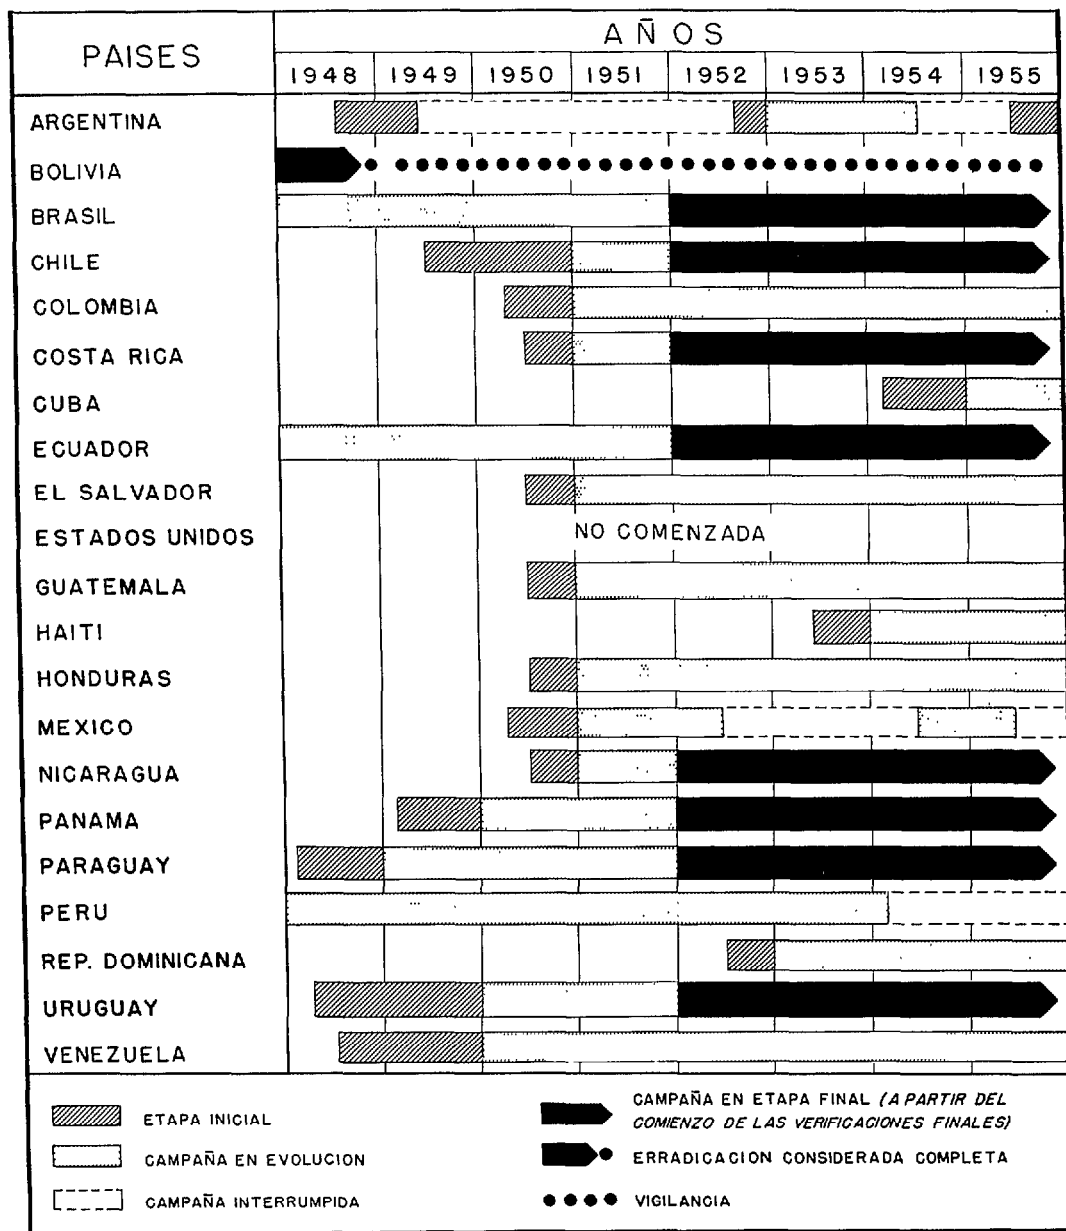 PAISES
AÑOS
1948 1949 1950 1951 1952 1953 1954 1955
ARGENTINA
BOLIVIA
BRASIL
CHILE
COLOMBIA
COSTA RICA
CUBA
ECUADOR
EL SALVADOR
ESTADOS UNIDOS
NO COMENZADA
GUATEMALA
HAITI
HONDURAS
MEXICO
NICARAGUA
PANAMA
PARAGUAY
PERU
REP. DOMINICANA
URUGUAY
VENEZUELA
ETAPA INICIAL
CAMPAÑA EN EVOLUCION
CAMPAÑA INTERRUMPIDA
CAMPAÑA EN ETAPA FINAL (A PARTIR DEL
COMIENZO DE LAS VERIFICACIONES FINALES)
ERRADICACION CONSIDERADA COMPLETA
VIGILANCIA